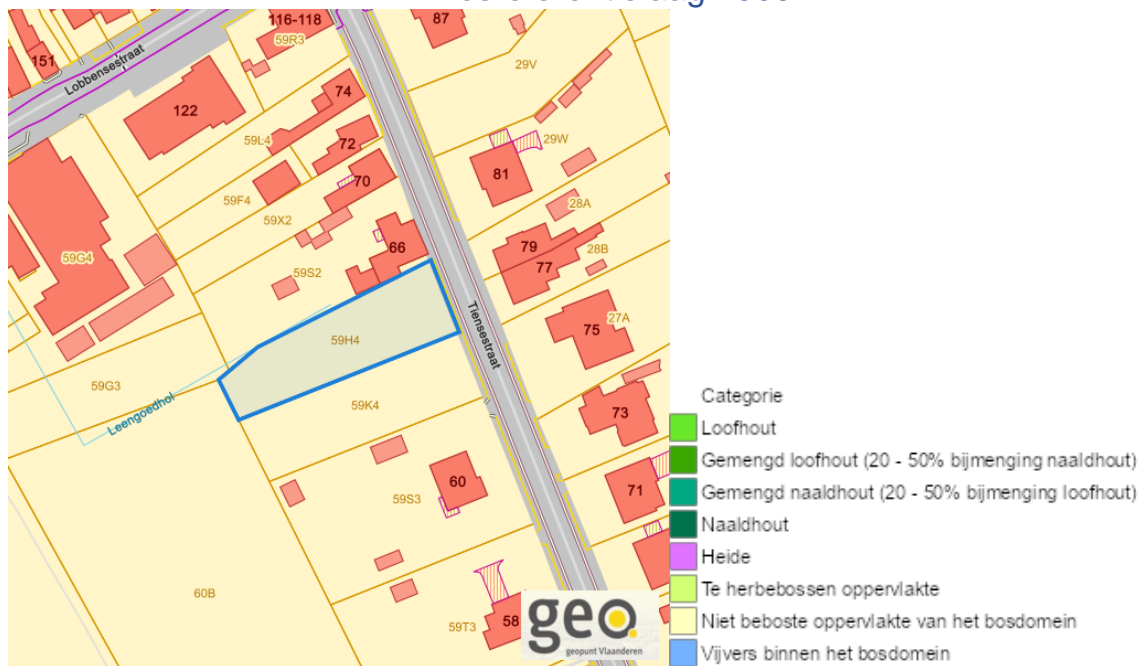 116-118
87
59R3
151
Lobbensestraat
29V
122
74
59L4
72
29W
70
81
59F4
28A
59X2
66
79
28B
59G4
77
59S2
Tiensestraat
27A
75
59H4
59G3
59K4
Leengoedhol
73
60
71
59S3
60B
59T3
58
geo.
geopunt Vlaanderen
Categorie
Loofhout
Gemengd loofhout (20 - 50% bijmenging naaldhout)
Gemengd naaldhout (20 - 50% bijmenging loofhout)
Naaldhout
Heide
Te herbebossen oppervlakte
Niet beboste oppervlakte van het bosdomein
Vijvers binnen het bosdomein